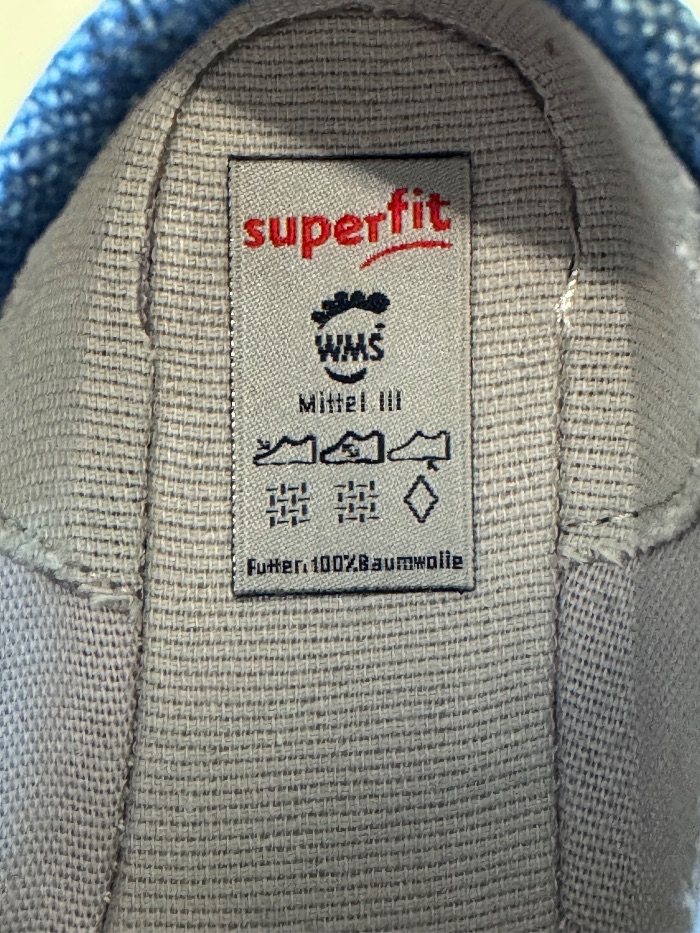 superfit
WMS
Mittel III
Futter:100%Baumwolle